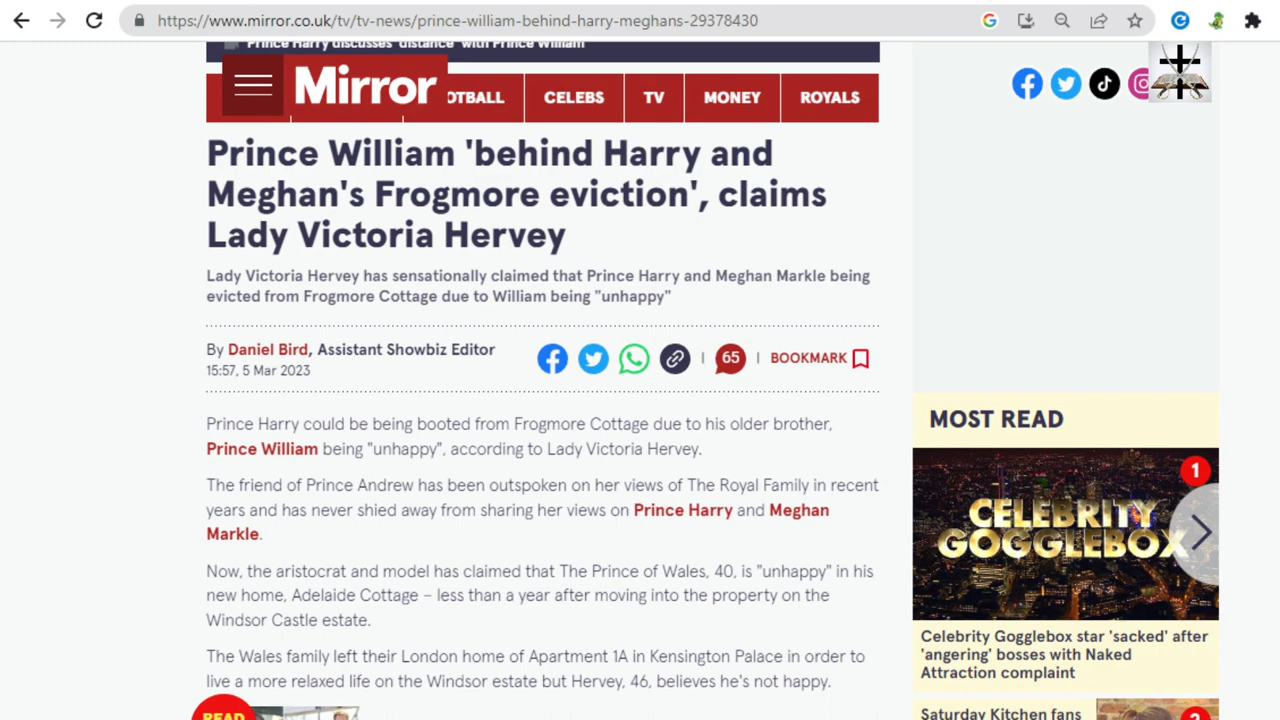 https://www.mirror.co.uk/tv/tv-news/prince-william-behind-harry-meghans-29378430
Prince Harry discusses 'distance' with Prince William
Mirror
OTBALL
CELEBS
TV
MONEY
ROYALS
Prince William 'behind Harry and
Meghan's Frogmore eviction', claims
Lady Victoria Hervey
Lady Victoria Hervey has sensationally claimed that Prince Harry and Meghan Markle being
evicted from Frogmore Cottage due to William being "unhappy"
By Daniel Bird, Assistant Showbiz Editor
15:57, 5 Mar 2023
65
BOOKMARK
Prince Harry could be being booted from Frogmore Cottage due to his older brother,
Prince William being "unhappy", according to Lady Victoria Hervey.
The friend of Prince Andrew has been outspoken on her views of The Royal Family in recent
years and has never shied away from sharing her views on Prince Harry and Meghan
Markle.
Now, the aristocrat and model has claimed that The Prince of Wales, 40, is "unhappy" in his
new home, Adelaide Cottage – less than a year after moving into the property on the
Windsor Castle estate.
The Wales family left their London home of Apartment 1A in Kensington Palace in order to
live a more relaxed life on the Windsor estate but Hervey, 46, believes he's not happy.
READ
MOST READ
1
CELEBRITY
GOGGLEBOX
Celebrity Gogglebox star 'sacked' after
'angering' bosses with Naked
Attraction complaint
Saturday Kitchen fans
2